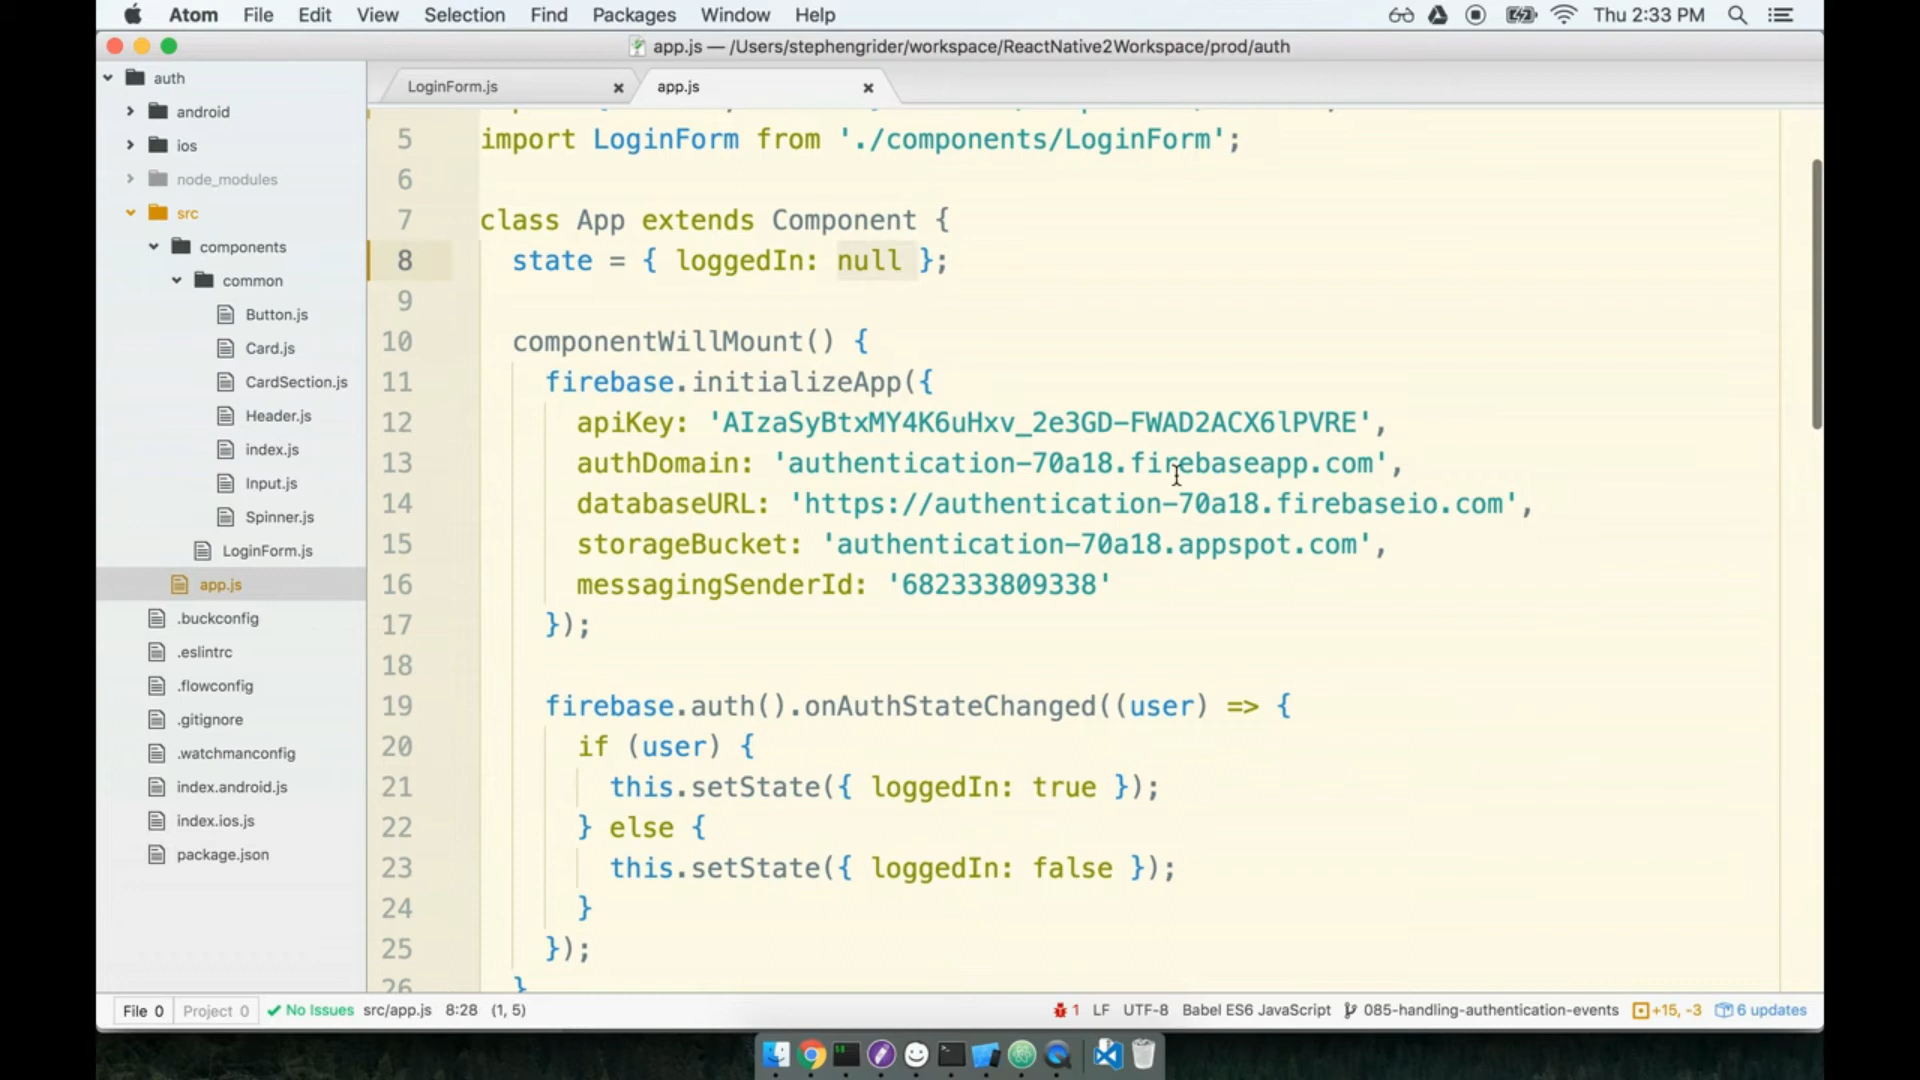 Atom File Edit View Selection Find Packages Window Help Thu 2:33 PM
app.js — /Users/stephengrider/workspace/ReactNative2Workspace/prod/auth
auth
android
ios
node_modules
src
components
common
Button.js
Card.js
CardSection.js
Header.js
index.js
Input.js
Spinner.js
LoginForm.js
app.js
.buckconfig
.eslintrc
.flowconfig
.gitignore
.watchmanconfig
index.android.js
index.ios.js
package.json
LoginForm.js app.js
5 import LoginForm from './components/LoginForm';
6
7 class App extends Component {
8 state = { loggedIn: null };
9
10 componentWillMount() {
11 firebase.initializeApp({
12 apiKey: 'AIzaSyBtxMY4K6uHxv_2e3GD-FWAD2ACX6lPVRE',
13 authDomain: 'authentication-70a18.firebaseapp.com',
14 databaseURL: 'https://authentication-70a18.firebaseio.com',
15 storageBucket: 'authentication-70a18.appspot.com',
16 messagingSenderId: '682333809338'
17 });
18
19 firebase.auth().onAuthStateChanged((user) => {
20 if (user) {
21 this.setState({ loggedIn: true });
22 } else {
23 this.setState({ loggedIn: false });
24 }
25 });
26 }
File 0 Project 0 No Issues src/app.js 8:28 (1, 5) 1 LF UTF-8 Babel ES6 JavaScript 085-handling-authentication-events +15, -3 6 updates